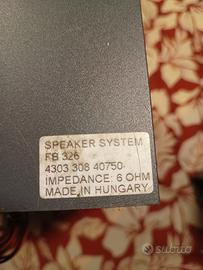 SPEAKER SYSTEM
FB 326
4303 308 40750
IMPEDANCE: 6 OHM
MADE IN HUNGARY
subito